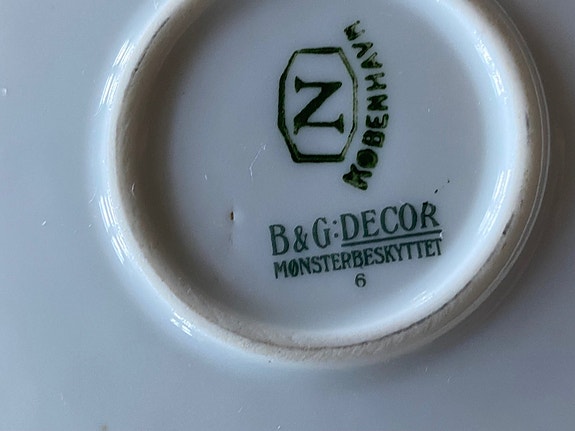 N
KØBENHAVN
B & G: DECOR
MØNSTERBESKYTTET
6